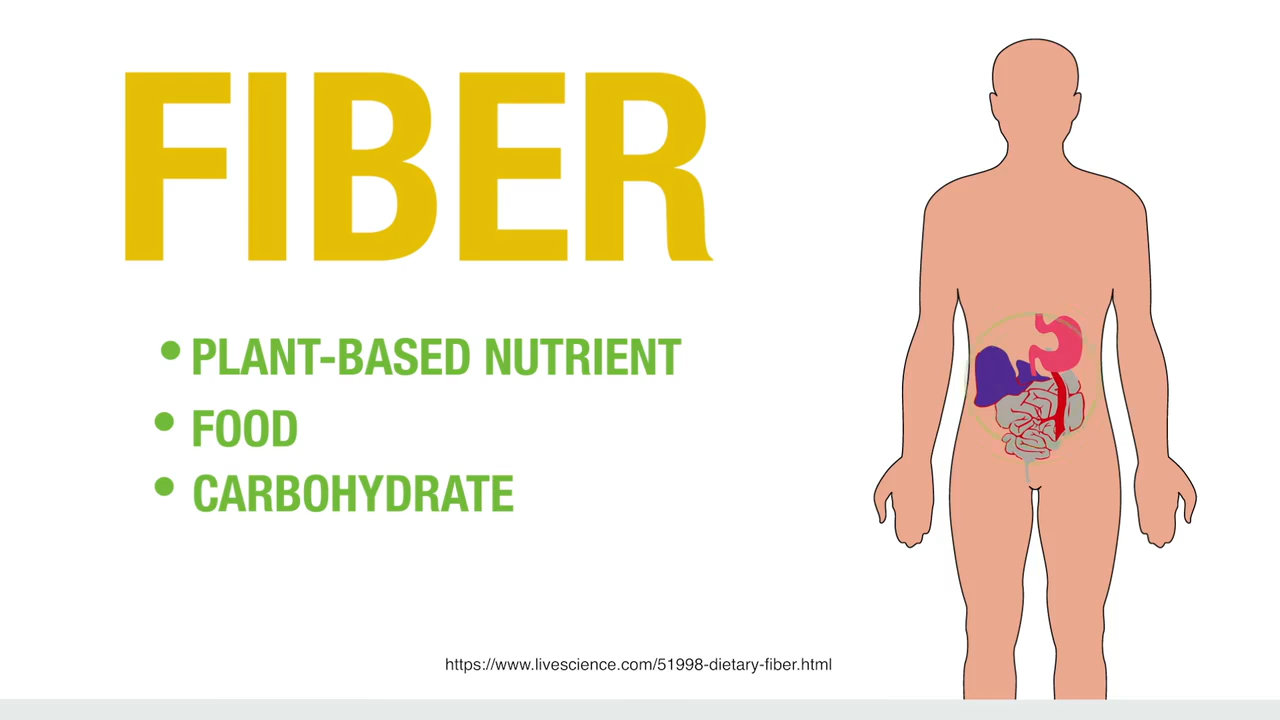 FIBER
• PLANT-BASED NUTRIENT
• FOOD
• CARBOHYDRATE
https://www.livescience.com/51998-dietary-fiber.html